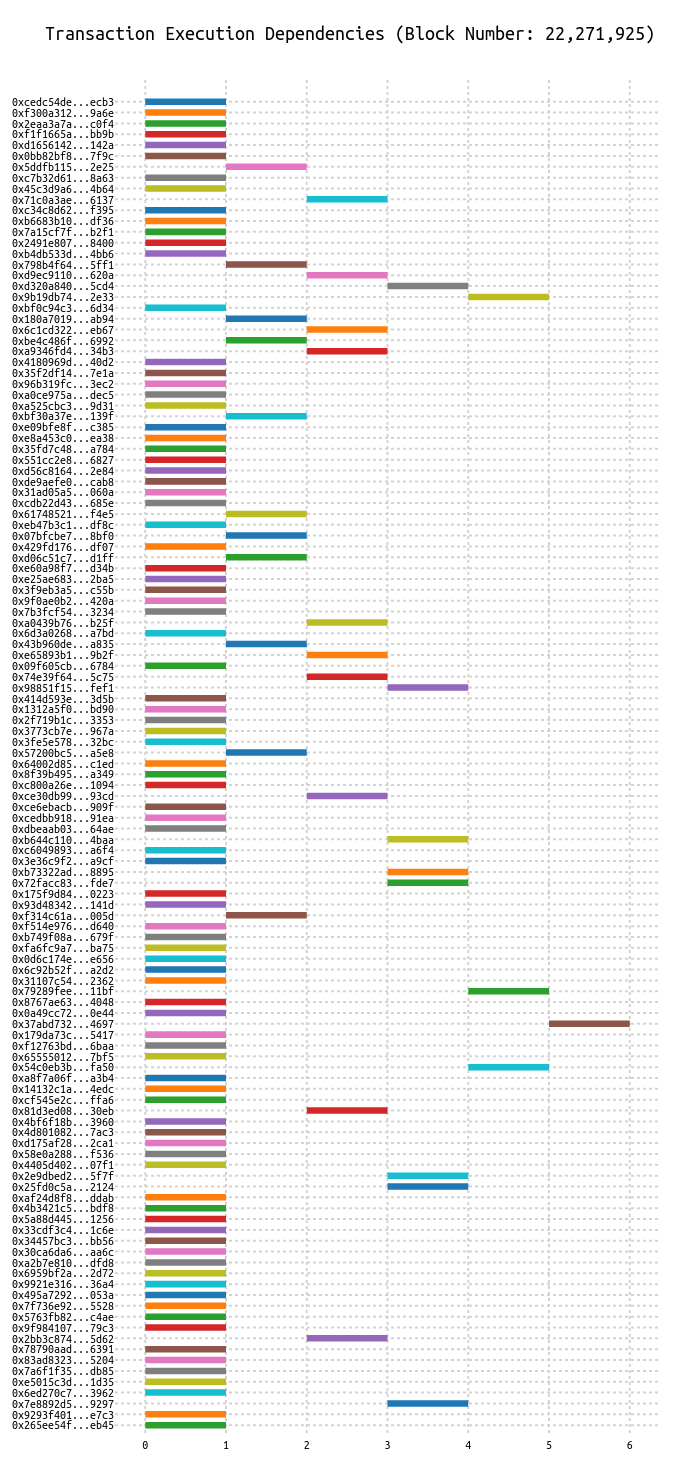 Transaction Execution Dependencies (Block Number: 22,271,925)
0xcedc54de...ecb3
0xf300a312...9a6e
0x2eaa3a7a...c0f4
0xf1f1665a...bb9b
0xd1656142...142a
0x0bb82bf8...7f9c
0x5ddfb115...2e25
0xc7b32d61...8a63
0x45c3d9a6...4b64
0x71c0a3ae...6137
0xc34c8d62...f395
0xb6683b10...df36
0x7a15cf7f...b2f1
0x2491e807...8400
0xb4db533d...4bb6
0x798b4f64...5ff1
0xd9ec9110...620a
0xd320a840...5cd4
0x9b19db74...2e33
0xbf0c94c3...6d34
0x180a7019...ab94
0x6c1cd322...eb67
0xbe4c486f...6992
0xa9346fd4...34b3
0x4180969d...40d2
0x35f2df14...7e1a
0x96b319fc...3ec2
0xa0ce975a...dec5
0xa525cbc3...9d31
0xbf30a37e...139f
0xe09bfe8f...c385
0xe8a453c0...ea38
0x35fd7c48...a784
0x551cc2e8...6827
0xd56c8164...2e84
0xde9aefe0...cab8
0x31ad05a5...060a
0xcdb22d43...685e
0x61748521...f4e5
0xeb47b3c1...df8c
0x07bfcbe7...8bf0
0x429fd176...df07
0xd06c51c7...d1ff
0xe60a98f7...d34b
0xe25ae683...2ba5
0x3f9eb3a5...c55b
0x9f0ae0b2...420a
0x7b3fcf54...3234
0xa0439b76...b25f
0x6d3a0268...a7bd
0x43b960de...a835
0xe65893b1...9b2f
0x09f605cb...6784
0x74e39f64...5c75
0x98851f15...fef1
0x414d593e...3d5b
0x1312a5f0...bd90
0x2f719b1c...3353
0x3773cb7e...967a
0x3fe5e578...32bc
0x57200bc5...a5e8
0x64002d85...c1ed
0x8f39b495...a349
0xc800a26e...1094
0xce30db99...93cd
0xce6ebacb...909f
0xcedbb918...91ea
0xdbeaab03...64ae
0xb644c110...4baa
0xc6049893...a6f4
0x3e36c9f2...a9cf
0xb73322ad...8895
0x72facc83...fde7
0x175f9d84...0223
0x93d48342...141d
0xf314c61a...005d
0xf514e976...d640
0xb749f08a...679f
0xfa6fc9a7...ba75
0x0d6c174e...e656
0x6c92b52f...a2d2
0x31107c54...2362
0x79289fee...11bf
0x8767ae63...4048
0x0a49cc72...0e44
0x37abd732...4697
0x179da73c...5417
0xf12763bd...6baa
0x65555012...7bf5
0x54c0eb3b...fa50
0xa8f7a06f...a3b4
0x14132c1a...4edc
0xcf545e2c...ffa6
0x81d3ed08...30eb
0x4bf6f18b...3960
0x4d801082...7ac3
0xd175af28...2ca1
0x58e0a288...f536
0x4405d402...07f1
0x2e9dbed2...5f7f
0x25fd0c5a...2124
0xaf24d8f8...ddab
0x4b3421c5...bdf8
0x5a88d445...1256
0x33cdf3c4...1c6e
0x34457bc3...bb56
0x30ca6da6...aa6c
0xa2b7e810...dfd8
0x6959bf2a...2d72
0x9921e316...36a4
0x495a7292...053a
0x7f736e92...5528
0x5763fb82...c4ae
0x9f984107...79c3
0x2bb3c874...5d62
0x78790aad...6391
0x83ad8323...5204
0x7a6f1f35...db85
0xe5015c3d...1d35
0x6ed270c7...3962
0x7e8892d5...9297
0x9293f401...e7c3
0x265ee54f...eb45
0 1 2 3 4 5 6